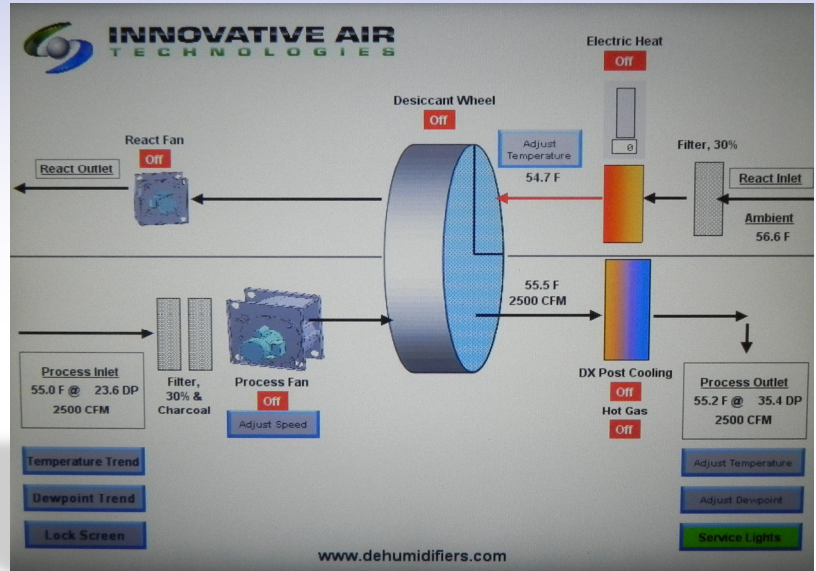 INNOVATIVE AIR
TECHNOLOGIES
Electric Heat
Off
0
Desiccant Wheel
Off
React Fan
Off
React Outlet
Adjust
Temperature
54.7 F
Filter, 30%
React Inlet
Ambient
56.6 F
55.5 F
2500 CFM
Process Inlet
55.0 F @ 23.6 DP
2500 CFM
Filter,
30% &
Charcoal
Process Fan
Off
Adjust Speed
DX Post Cooling
Off
Hot Gas
Off
Process Outlet
55.2 F @ 35.4 DP
2500 CFM
Temperature Trend
Dewpoint Trend
Lock Screen
Adjust Temperature
Adjust Dewpoint
Service Lights
www.dehumidifiers.com